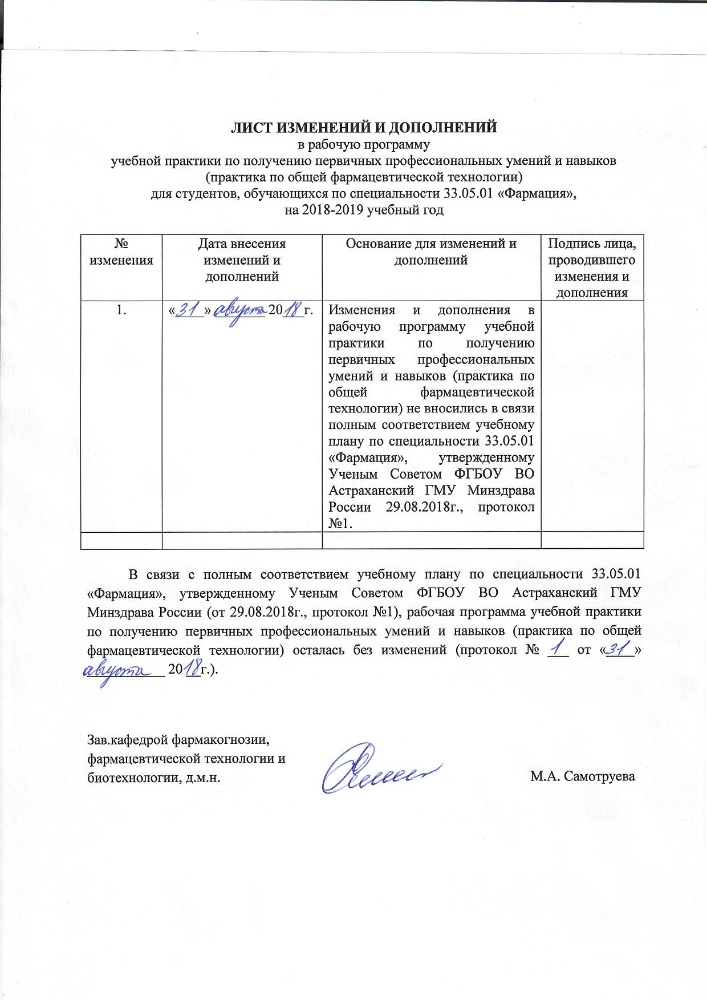 ЛИСТ ИЗМЕНЕНИЙ И ДОПОЛНЕНИЙ
в рабочую программу
учебной практики по получению первичных профессиональных умений и навыков
(практика по общей фармацевтической технологии)
для студентов, обучающихся по специальности 33.05.01 «Фармация»,
на 2018-2019 учебный год
№
изменения
Дата внесения
изменений и
дополнений
Основание для изменений и
дополнений
Подпись лица,
проводившего
изменения и
дополнения
1.
«31» августа 2018г.
Изменения и дополнения в
рабочую программу учебной
практики по получению
первичных профессиональных
умений и навыков (практика по
общей фармацевтической
технологии) не вносились в связи
полным соответствием учебному
плану по специальности 33.05.01
«Фармация», утвержденному
Ученым Советом ФГБОУ ВО
Астраханский ГМУ Минздрава
России 29.08.2018г., протокол
№1.
В связи с полным соответствием учебному плану по специальности 33.05.01
«Фармация», утвержденному Ученым Советом ФГБОУ ВО Астраханский ГМУ
Минздрава России (от 29.08.2018г., протокол №1), рабочая программа учебной практики
по получению первичных профессиональных умений и навыков (практика по общей
фармацевтической технологии) осталась без изменений (протокол № 1 от «31»
августа 2018г.).
Зав.кафедрой фармакогнозии,
фармацевтической технологии и
биотехнологии, д.м.н.
М.А. Самотруева